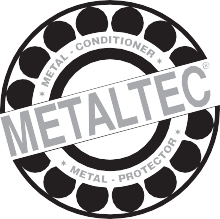 * METAL - CONDITIONER *
METALTEC®
* METAL - PROTECTOR *